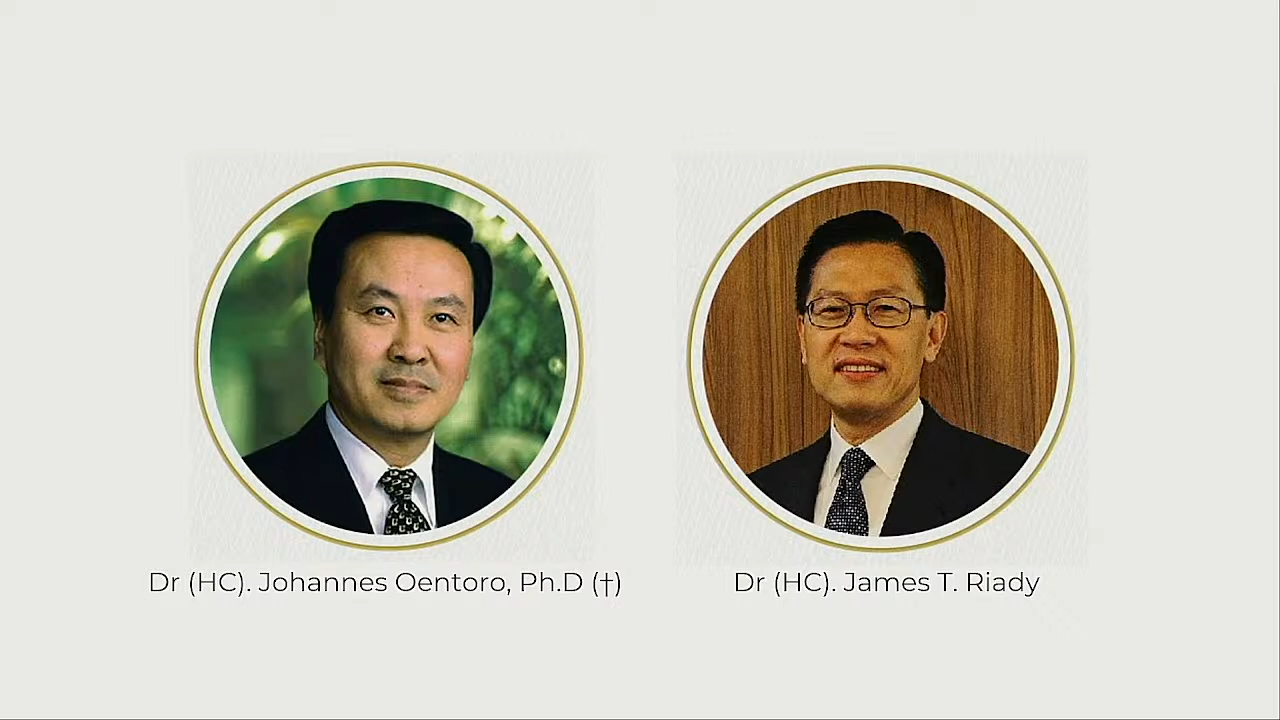 Dr (HC). Johannes Oentoro, Ph.D (†)
Dr (HC). James T. Riady